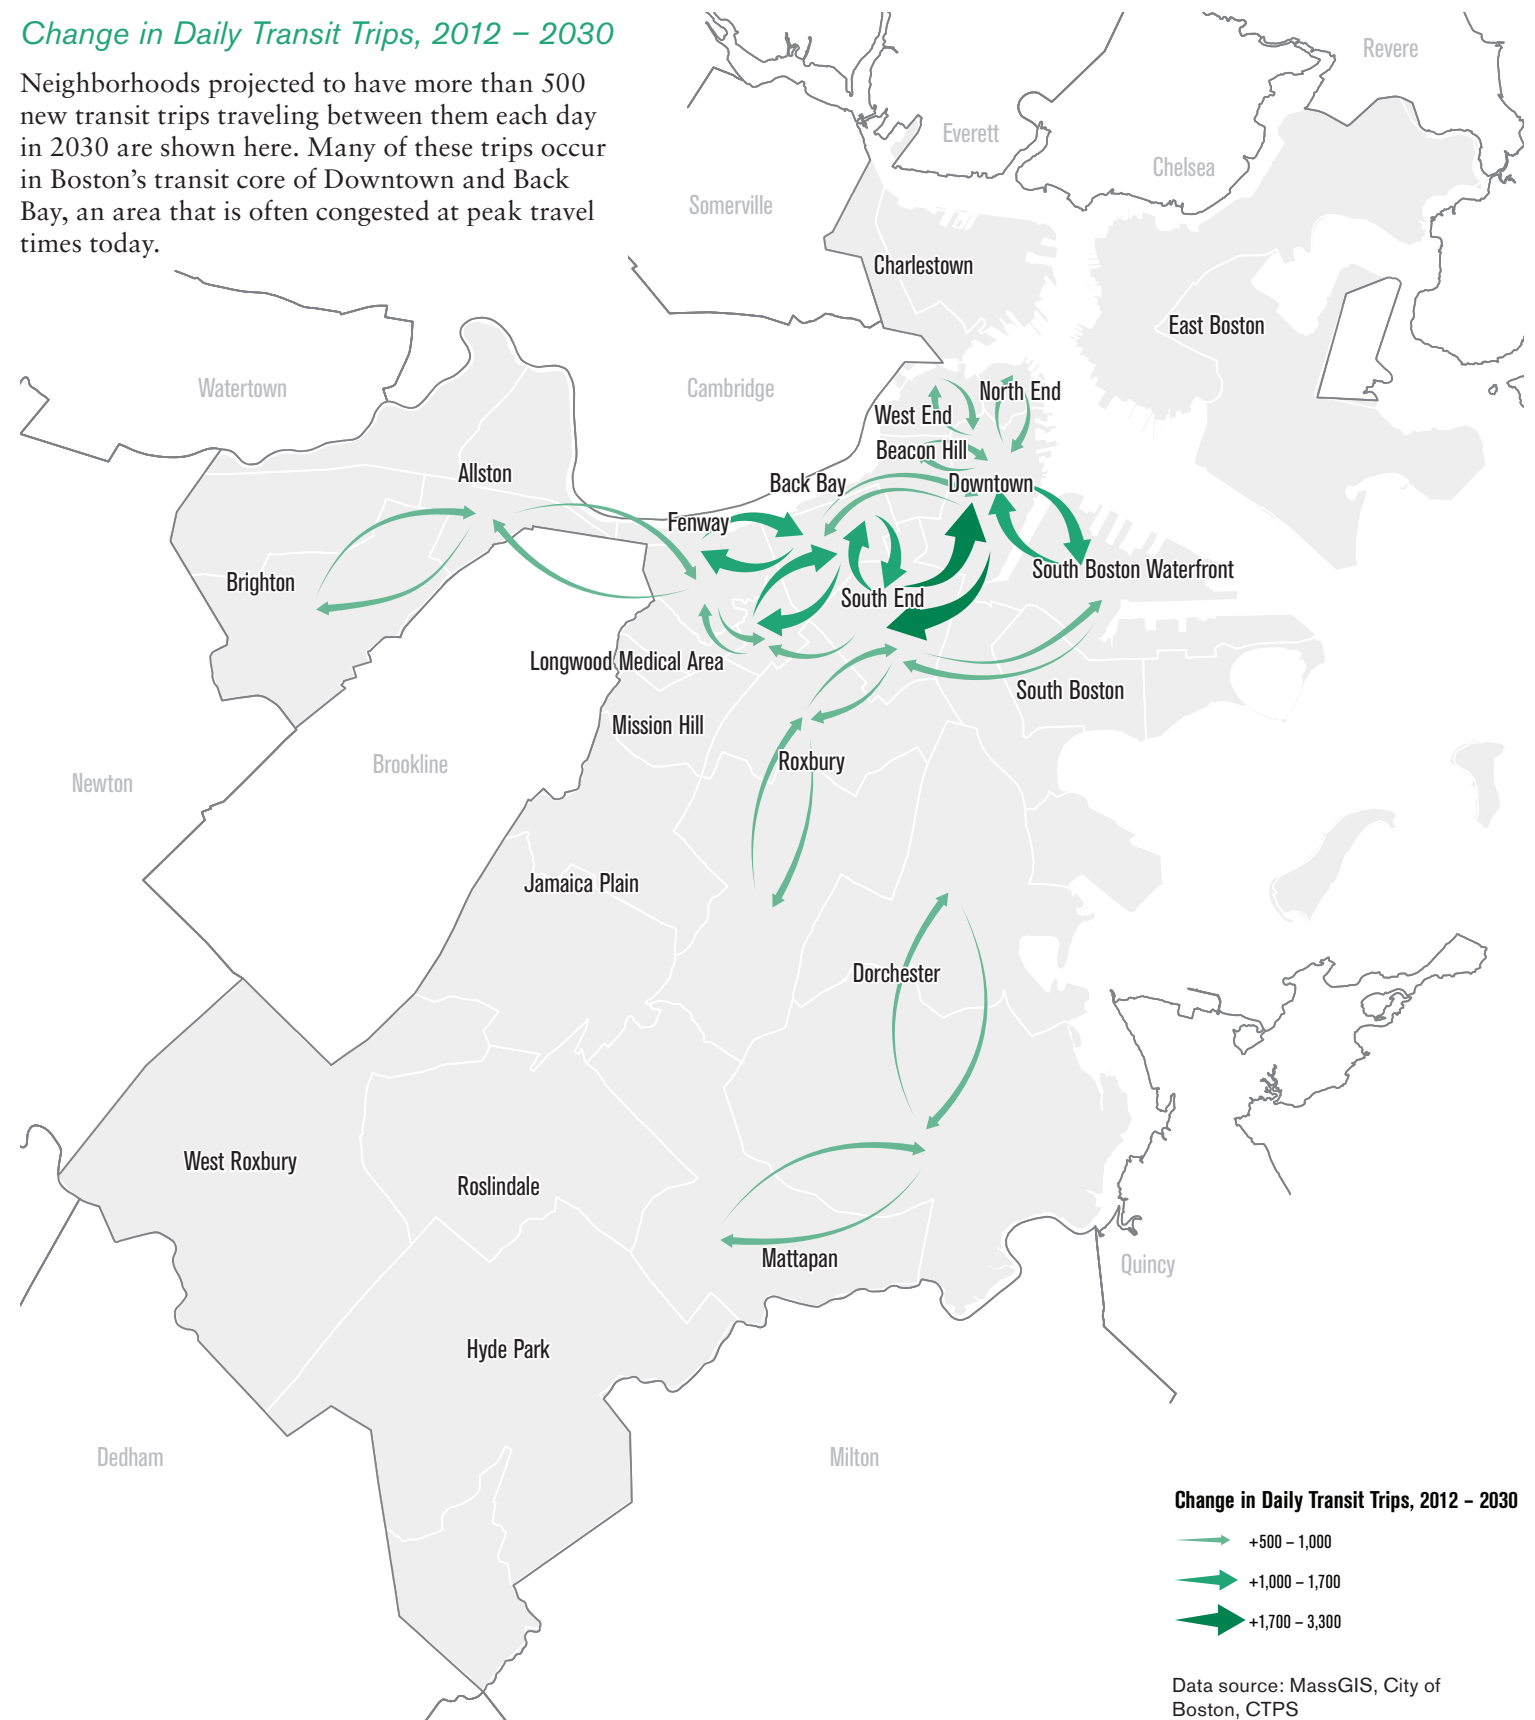 Change in Daily Transit Trips, 2012 – 2030
Neighborhoods projected to have more than 500
new transit trips traveling between them each day
in 2030 are shown here. Many of these trips occur
in Boston’s transit core of Downtown and Back
Bay, an area that is often congested at peak travel
times today.
Revere
Everett
Chelsea
Somerville
Charlestown
East Boston
Watertown
Cambridge
North End
West End
Beacon Hill
Allston
Back Bay
Downtown
Fenway
South Boston Waterfront
Brighton
South End
Longwood Medical Area
South Boston
Mission Hill
Roxbury
Brookline
Newton
Jamaica Plain
Dorchester
West Roxbury
Roslindale
Mattapan
Quincy
Hyde Park
Dedham
Milton
Change in Daily Transit Trips, 2012 – 2030
+500 – 1,000
+1,000 – 1,700
+1,700 – 3,300
Data source: MassGIS, City of
Boston, CTPS